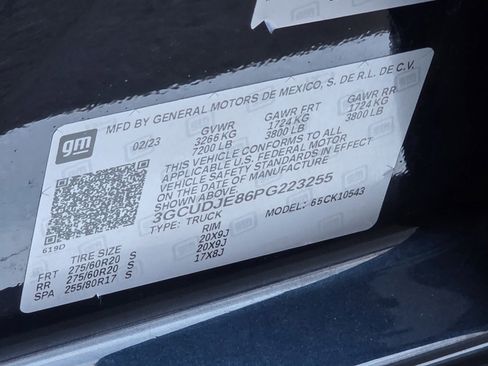 gm
MFD BY GENERAL MOTORS DE MEXICO, S. DE R.L. DE C.V.
02/23 GVWR GAWR FRT GAWR RR
3266 KG 1724 KG 1724 KG
7200 LB 3800 LB 3800 LB
THIS VEHICLE CONFORMS TO ALL
APPLICABLE U.S. FEDERAL MOTOR
VEHICLE SAFETY STANDARDS IN EFFECT
ON THE DATE OF MANUFACTURE
SHOWN ABOVE.
3GCUDJE86PG223255
TYPE: TRUCK MODEL: 65CK10543
619D
TIRE SIZE RIM
FRT 275/60R20 S 20X9J
RR 275/60R20 S 20X9J
SPA 255/80R17 S 17X8J